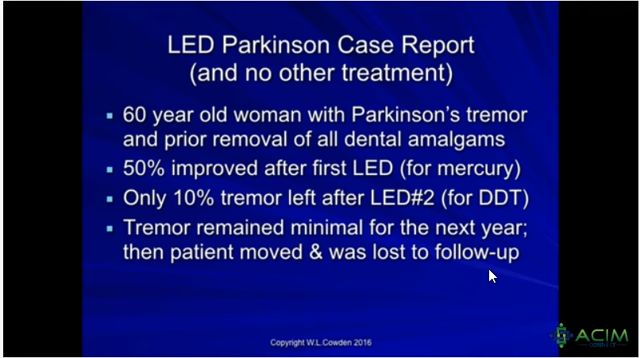 LED Parkinson Case Report
(and no other treatment)
▪ 60 year old woman with Parkinson's tremor
and prior removal of all dental amalgams
▪ 50% improved after first LED (for mercury)
▪ Only 10% tremor left after LED#2 (for DDT)
▪ Tremor remained minimal for the next year;
then patient moved & was lost to follow-up
Copyright W.L.Cowden 2016
ACIM